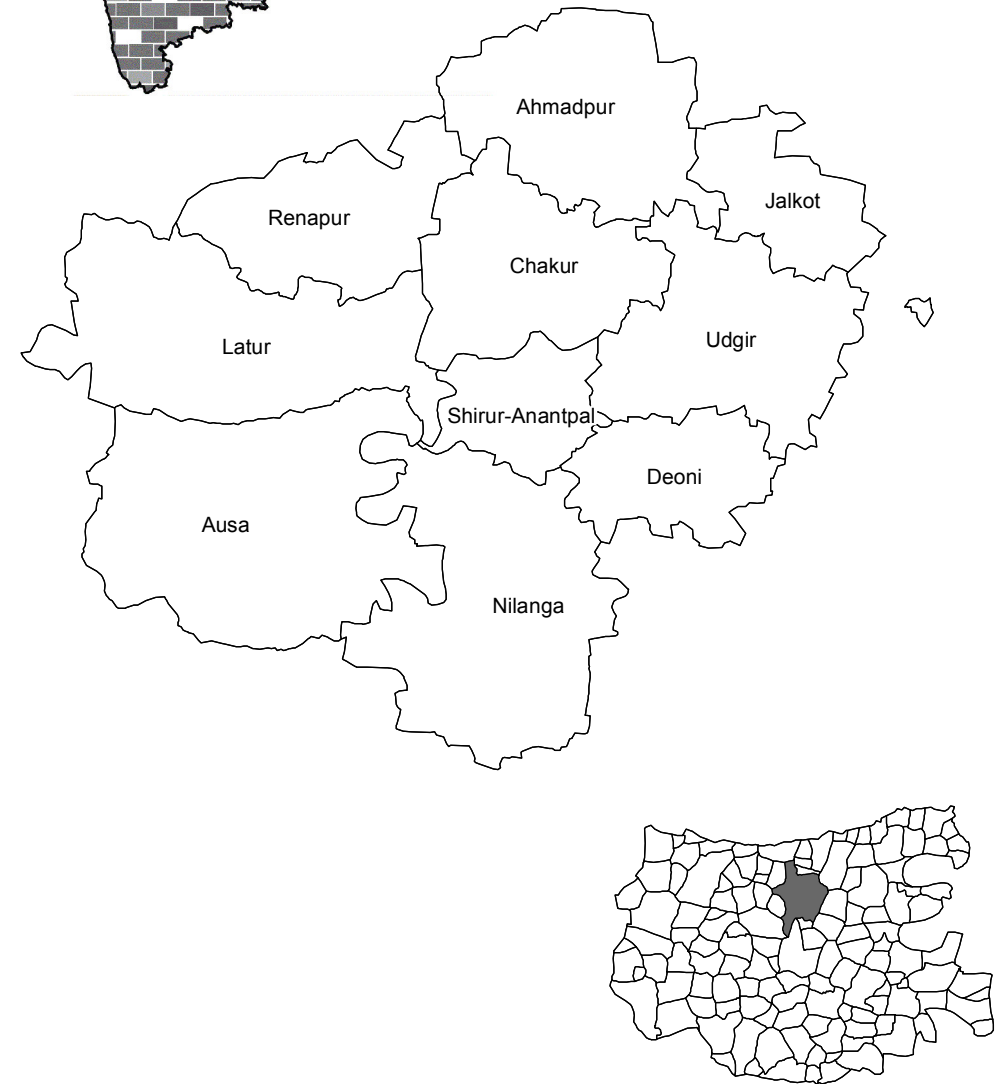 Ahmadpur
Jalkot
Renapur
Chakur
Udgir
Latur
Shirur-Anantpal
Deoni
Ausa
Nilanga